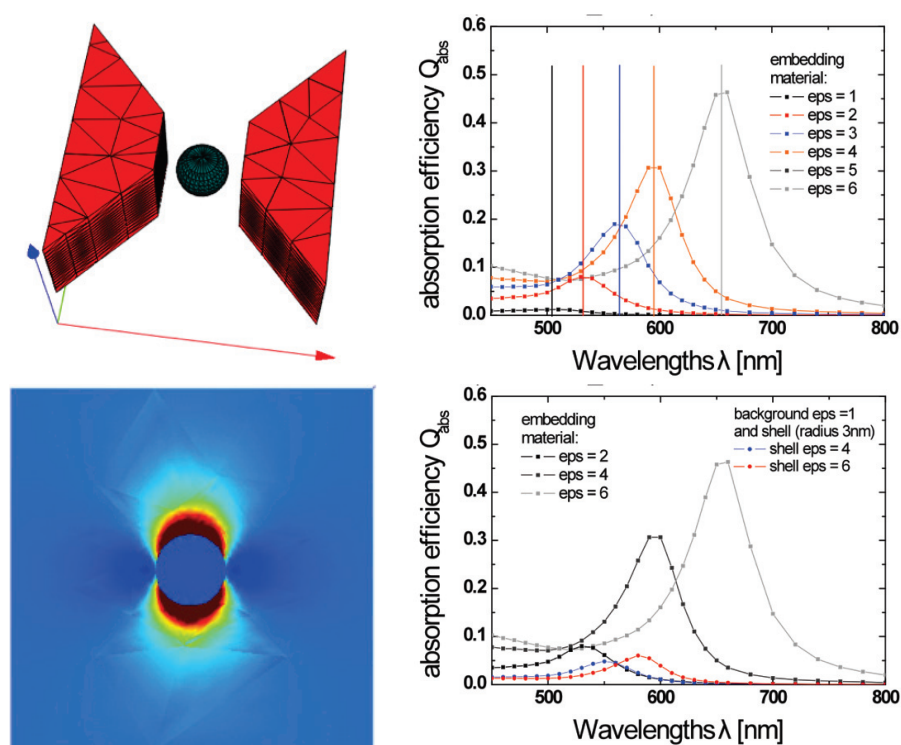 absorption efficiency Q_abs
0.6
0.5
0.4
0.3
0.2
0.1
0.0
embedding
material:
eps = 1
eps = 2
eps = 3
eps = 4
eps = 5
eps = 6
500 600 700 800
Wavelengths λ [nm]
absorption efficiency Q_abs
0.6
0.5
0.4
0.3
0.2
0.1
0.0
embedding
material:
eps = 2
eps = 4
eps = 6
background eps =1
and shell (radius 3nm)
shell eps = 4
shell eps = 6
500 600 700 800
Wavelengths λ [nm]